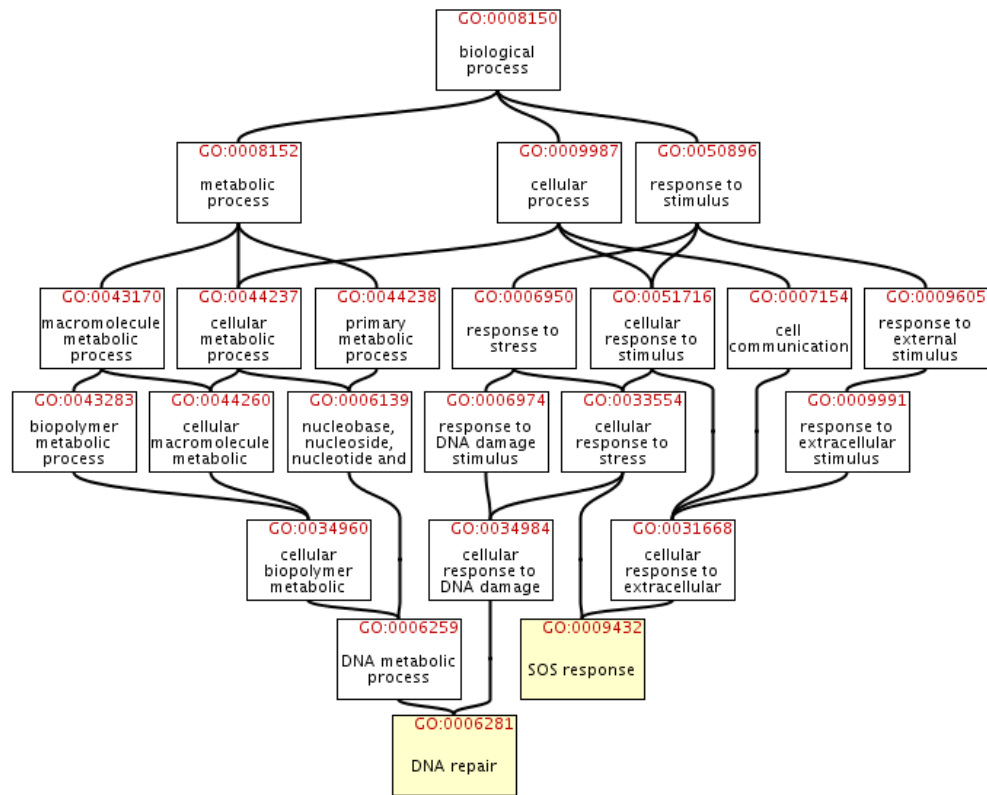 GO:0008150
biological
process
GO:0008152
metabolic
process
GO:0009987
cellular
process
GO:0050896
response to
stimulus
GO:0043170
macromolecule
metabolic
process
GO:0044237
cellular
metabolic
process
GO:0044238
primary
metabolic
process
GO:0006950
response to
stress
GO:0051716
cellular
response to
stimulus
GO:0007154
cell
communication
GO:0009605
response to
external
stimulus
GO:0043283
biopolymer
metabolic
process
GO:0044260
cellular
macromolecule
metabolic
GO:0006139
nucleobase,
nucleoside,
nucleotide and
GO:0006974
response to
DNA damage
stimulus
GO:0033554
cellular
response to
stress
GO:0009991
response to
extracellular
stimulus
GO:0034960
cellular
biopolymer
metabolic
GO:0034984
cellular
response to
DNA damage
GO:0031668
cellular
response to
extracellular
GO:0006259
DNA metabolic
process
GO:0009432
SOS response
GO:0006281
DNA repair